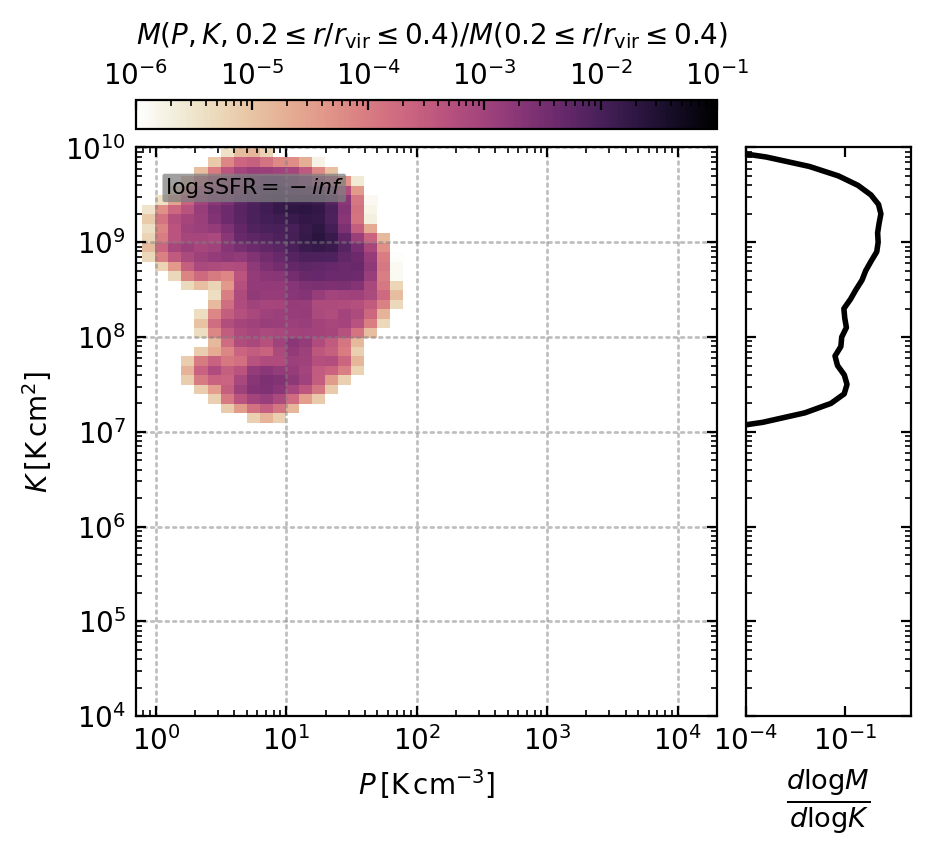 M(P, K, 0.2 ≤ r/r_vir ≤ 0.4)/M(0.2 ≤ r/r_vir ≤ 0.4)
10^−6 10^−5 10^−4 10^−3 10^−2 10^−1
10^10
log sSFR = −inf
10^9
10^8
10^7
10^6
10^5
10^4
K [K cm^2]
10^0 10^1 10^2 10^3 10^4 10^−4 10^−1
P [K cm^−3]
dlogM
dlogK